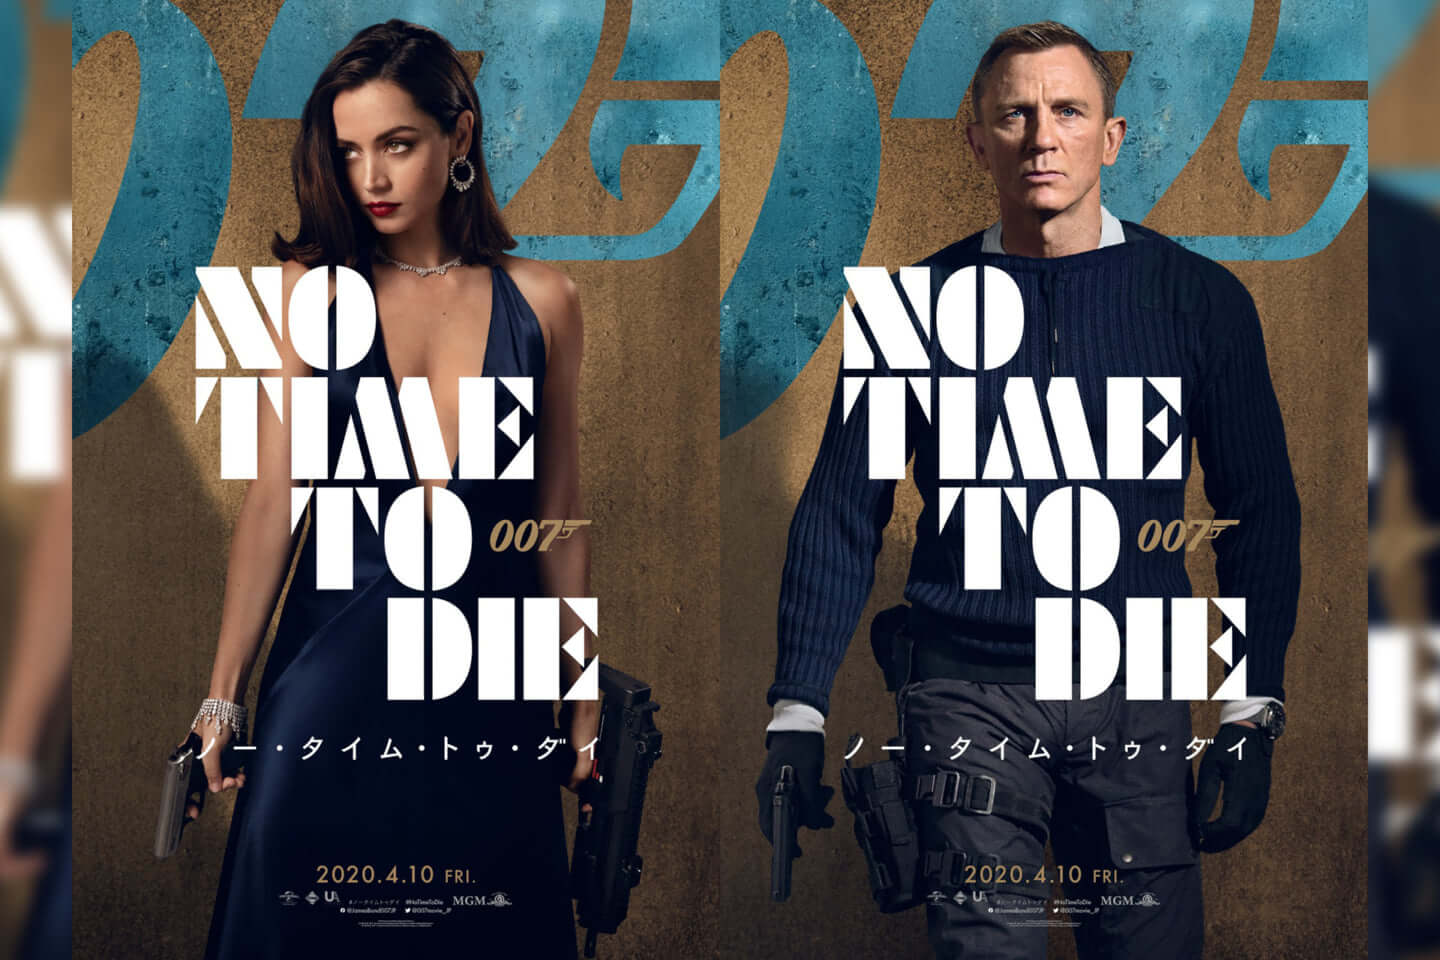 NO
TIME
TO
007
DIE
ノー・タイム・トゥ・ダイ
2020.4.10 FRI.
#ノータイムトゥダイ #NoTimeToDie
@JamesBond007JP @007movie_JP
MGM
NO
TIME
TO
007
DIE
ノー・タイム・トゥ・ダイ
2020.4.10 FRI.
#ノータイムトゥダイ #NoTimeToDie
@JamesBond007JP @007movie_JP
MGM